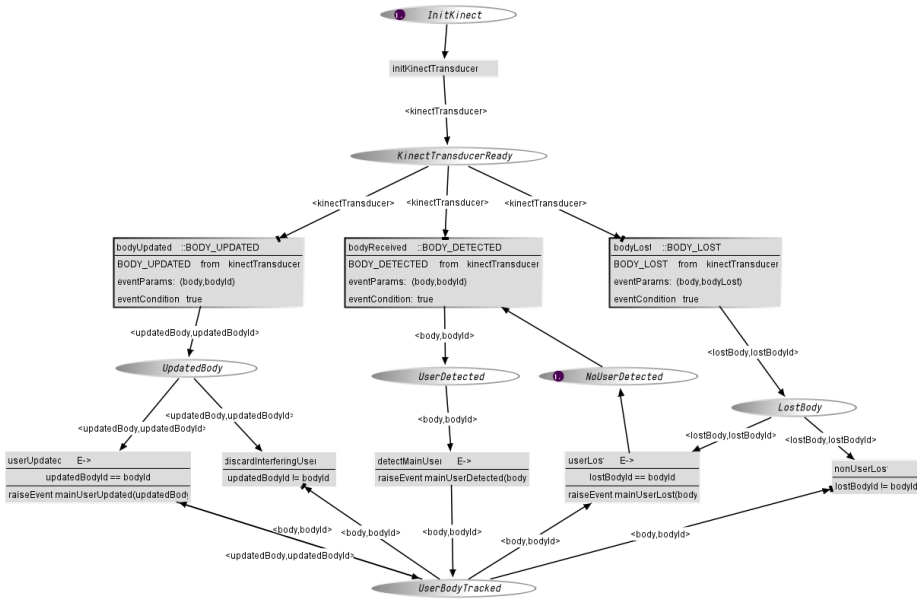 1. InitKinect
initKinectTransducer
<kinectTransducer>
KinectTransducerReady
<kinectTransducer> <kinectTransducer> <kinectTransducer>
bodyUpdated ::BODY_UPDATED
BODY_UPDATED from kinectTransducer
eventParams: (body,bodyId)
eventCondition true
bodyReceived ::BODY_DETECTED
BODY_DETECTED from kinectTransducer
eventParams: (body,bodyId)
eventCondition: true
bodyLost ::BODY_LOST
BODY_LOST from kinectTransducer
eventParams: (body,bodyLost)
eventCondition true
<updatedBody,updatedBodyId>
<body,bodyId>
<lostBody,lostBodyId>
UpdatedBody
UserDetected
1. NoUserDetected
LostBody
<updatedBody,updatedBodyId>
<updatedBody,updatedBodyId>
<body,bodyId>
<lostBody,lostBodyId>
<lostBody,lostBodyId>
userUpdated E->
updatedBodyId == bodyId
raiseEvent mainUserUpdated(updatedBody
discardInterferingUser
updatedBodyId != bodyId
detectMainUser E->
raiseEvent mainUserDetected(body
userLost E->
lostBodyId == bodyId
raiseEvent mainUserLost(body
nonUserLost
lostBodyId != bodyId
<body,bodyId>
<updatedBody,updatedBodyId>
<body,bodyId>
<body,bodyId>
<body,bodyId>
<body,bodyId>
UserBodyTracked